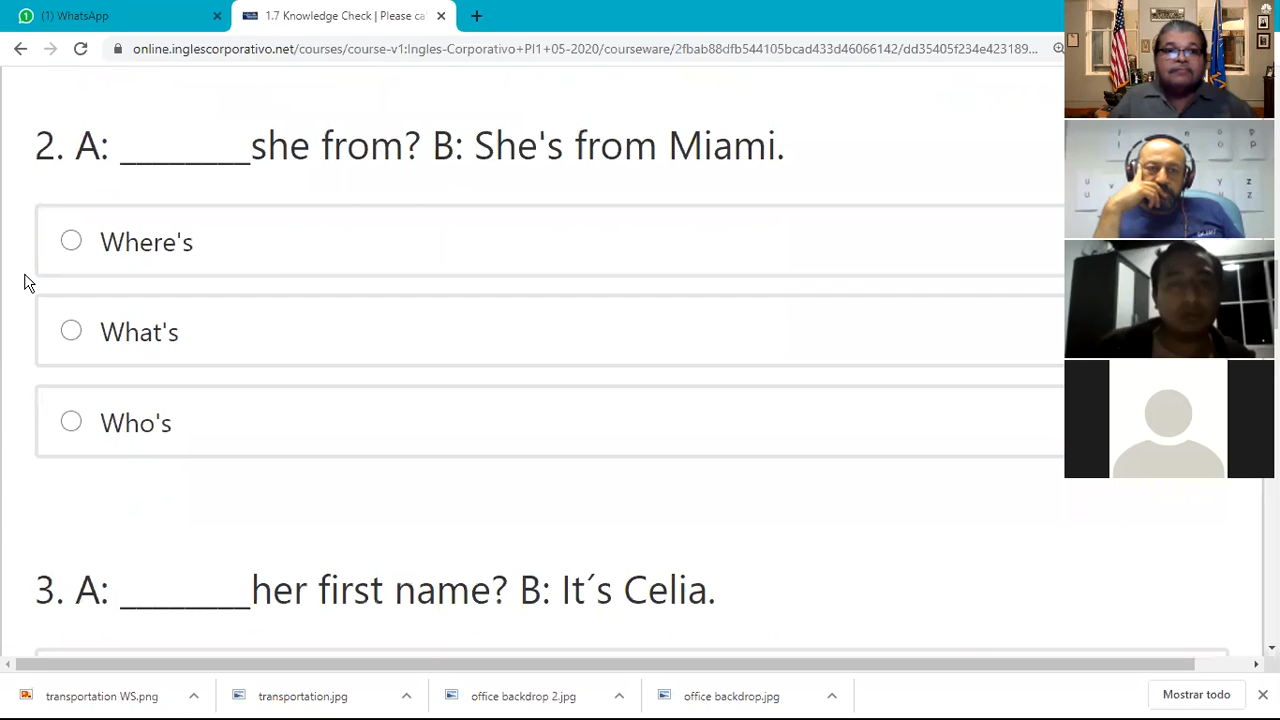 (1) WhatsApp
1.7 Knowledge Check | Please ca
online.inglescorporativo.net/courses/course-v1:Ingles-Corporativo+PI1+05-2020/courseware/2fbab88dfb544105bcad433d46066142/dd35405f234e423189...
2. A: ________she from? B: She's from Miami.
Where's
What's
Who's
3. A: ________her first name? B: It´s Celia.
transportation WS.png
transportation.jpg
office backdrop 2.jpg
office backdrop.jpg
Mostrar todo